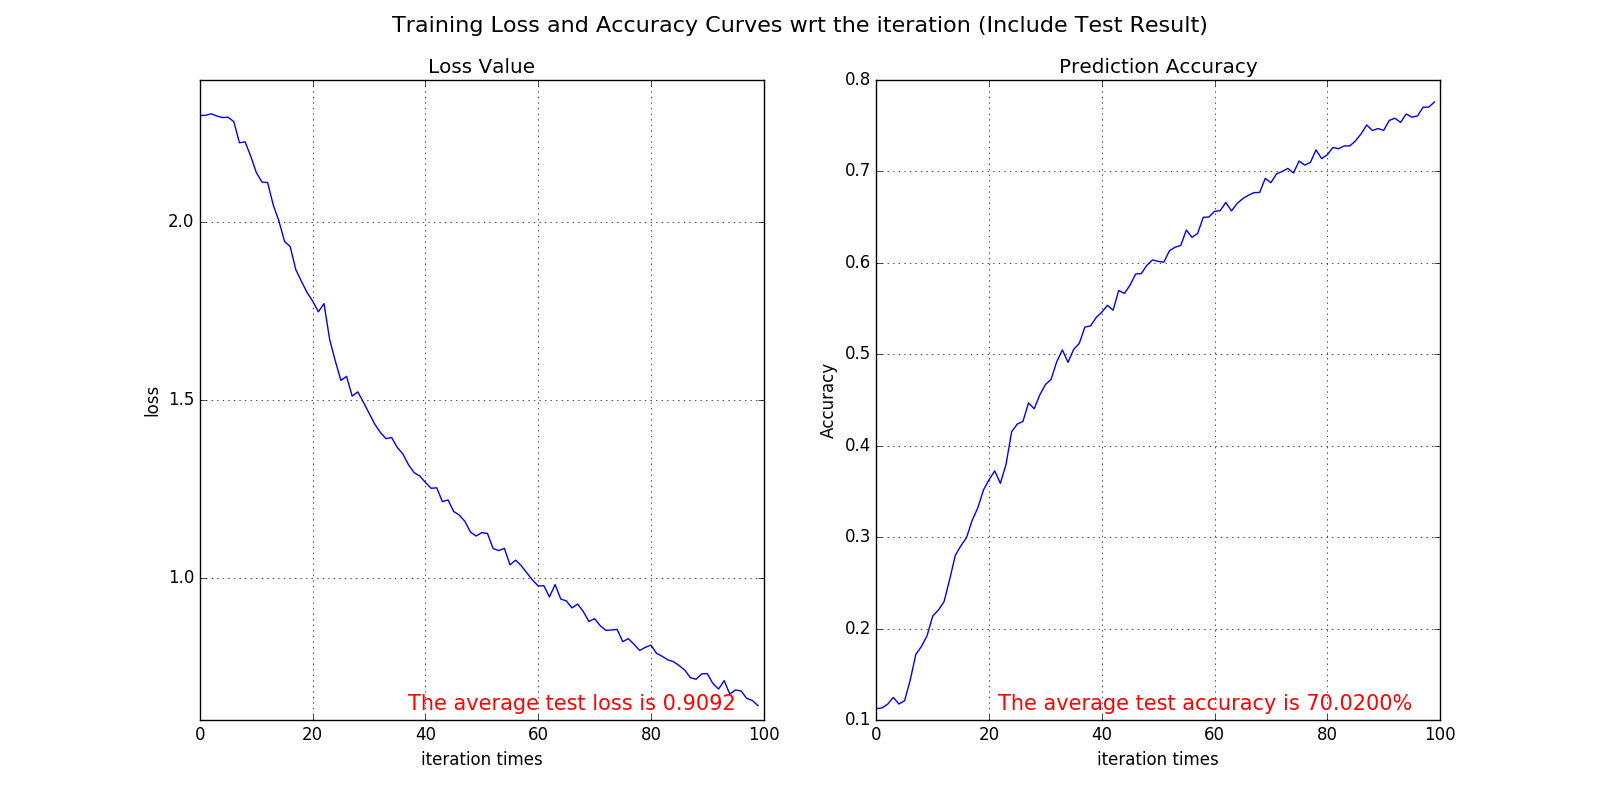 Training Loss and Accuracy Curves wrt the iteration (Include Test Result)
Loss Value
2.0
1.5
1.0
loss
The average test loss is 0.9092
0 20 40 60 80 100
iteration times
Prediction Accuracy
0.8
0.7
0.6
0.5
0.4
0.3
0.2
0.1
Accuracy
The average test accuracy is 70.0200%
0 20 40 60 80 100
iteration times